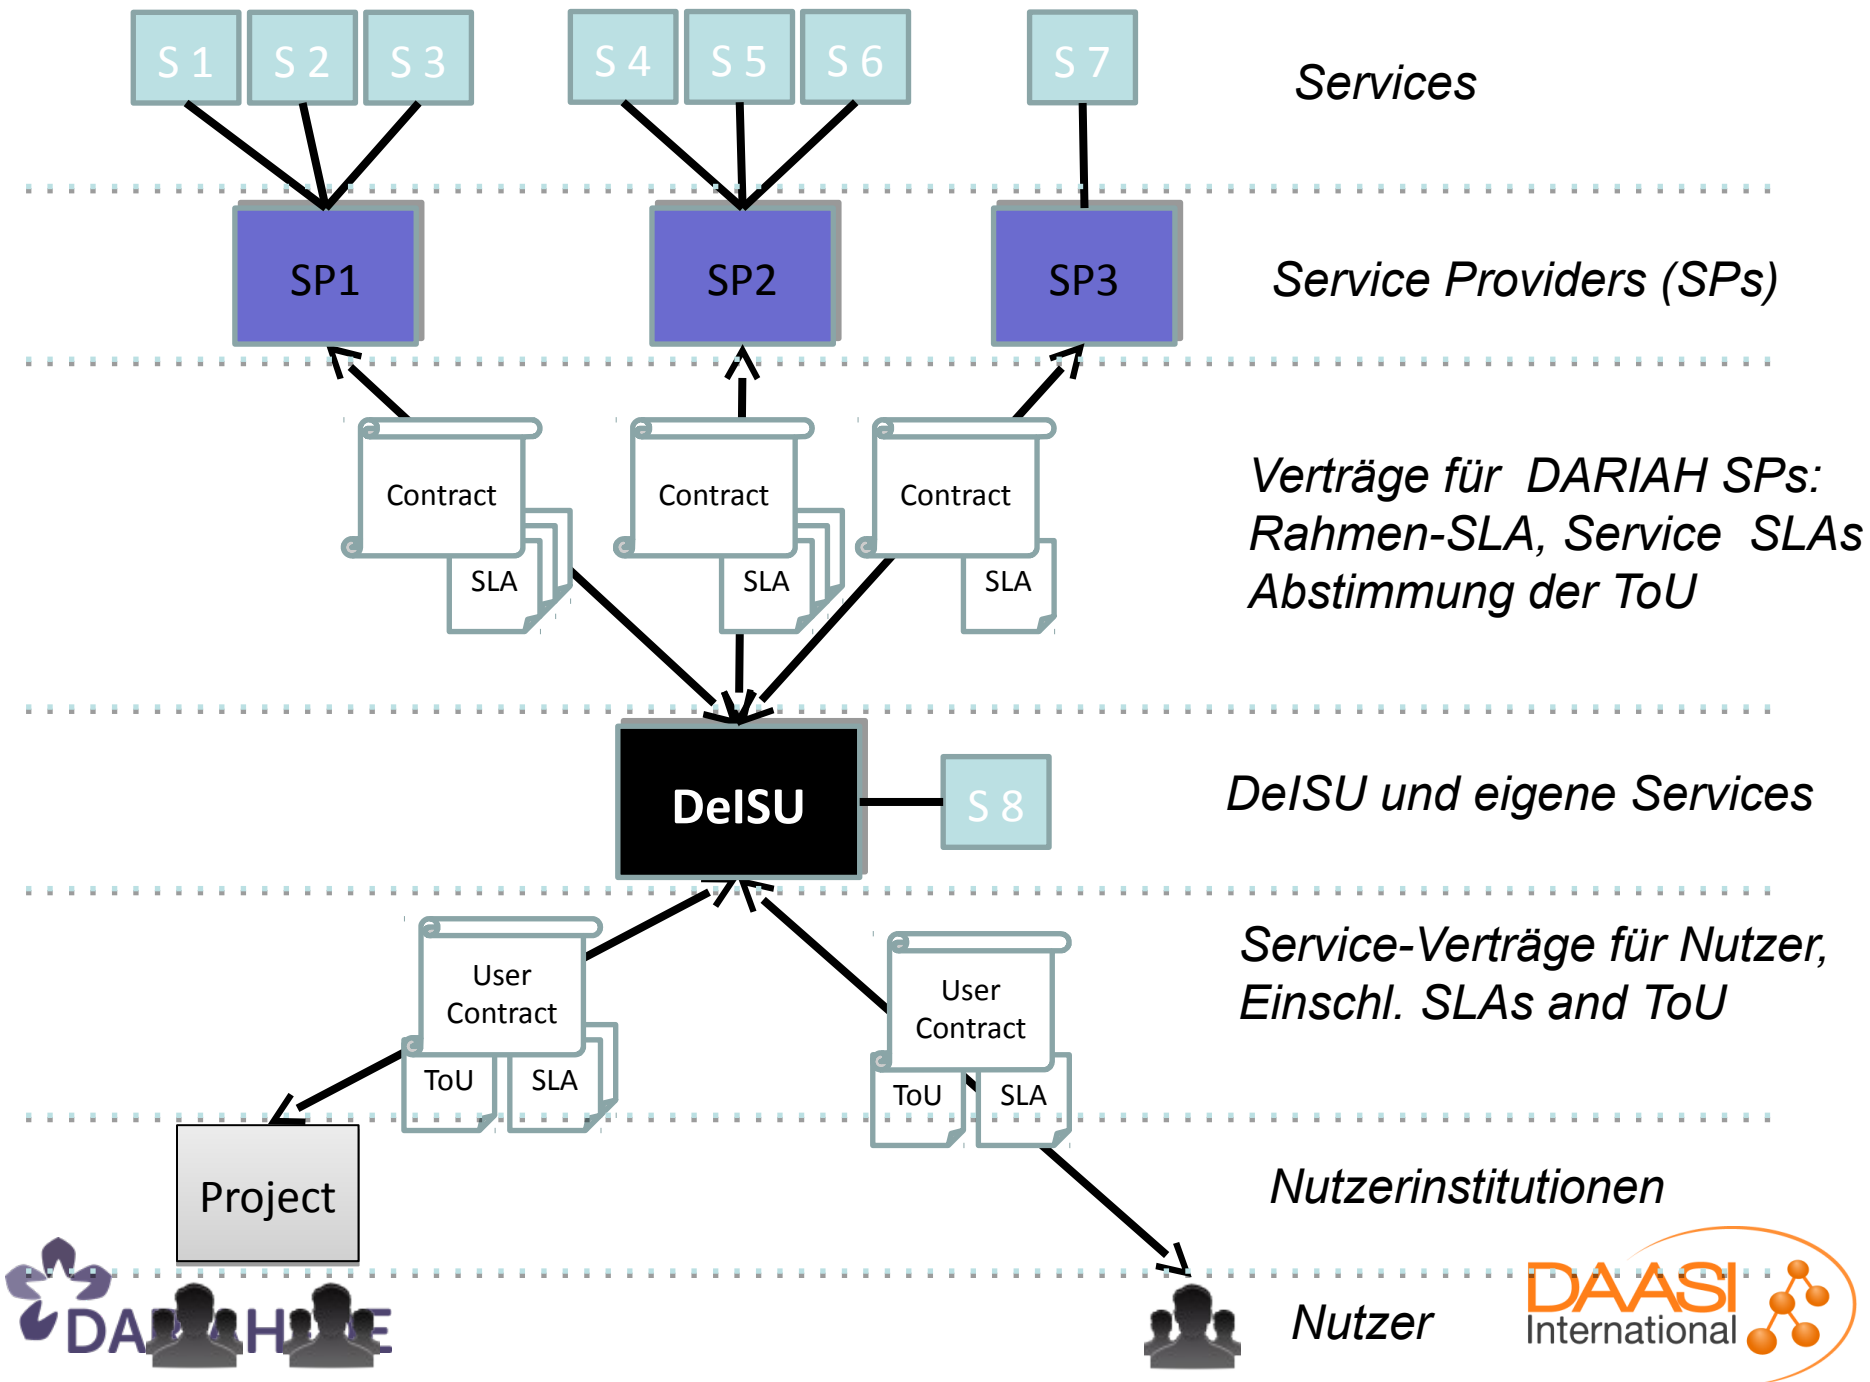 S 1 S 2 S 3 S 4 S 5 S 6 S 7
Services
SP1 SP2 SP3
Service Providers (SPs)
Contract Contract Contract
SLA SLA SLA
Verträge für DARIAH SPs:
Rahmen-SLA, Service SLAs
Abstimmung der ToU
DeISU S 8
DeISU und eigene Services
User
Contract
ToU SLA
User
Contract
ToU SLA
Service-Verträge für Nutzer,
Einschl. SLAs and ToU
Project
Nutzerinstitutionen
Nutzer
DAASI
International